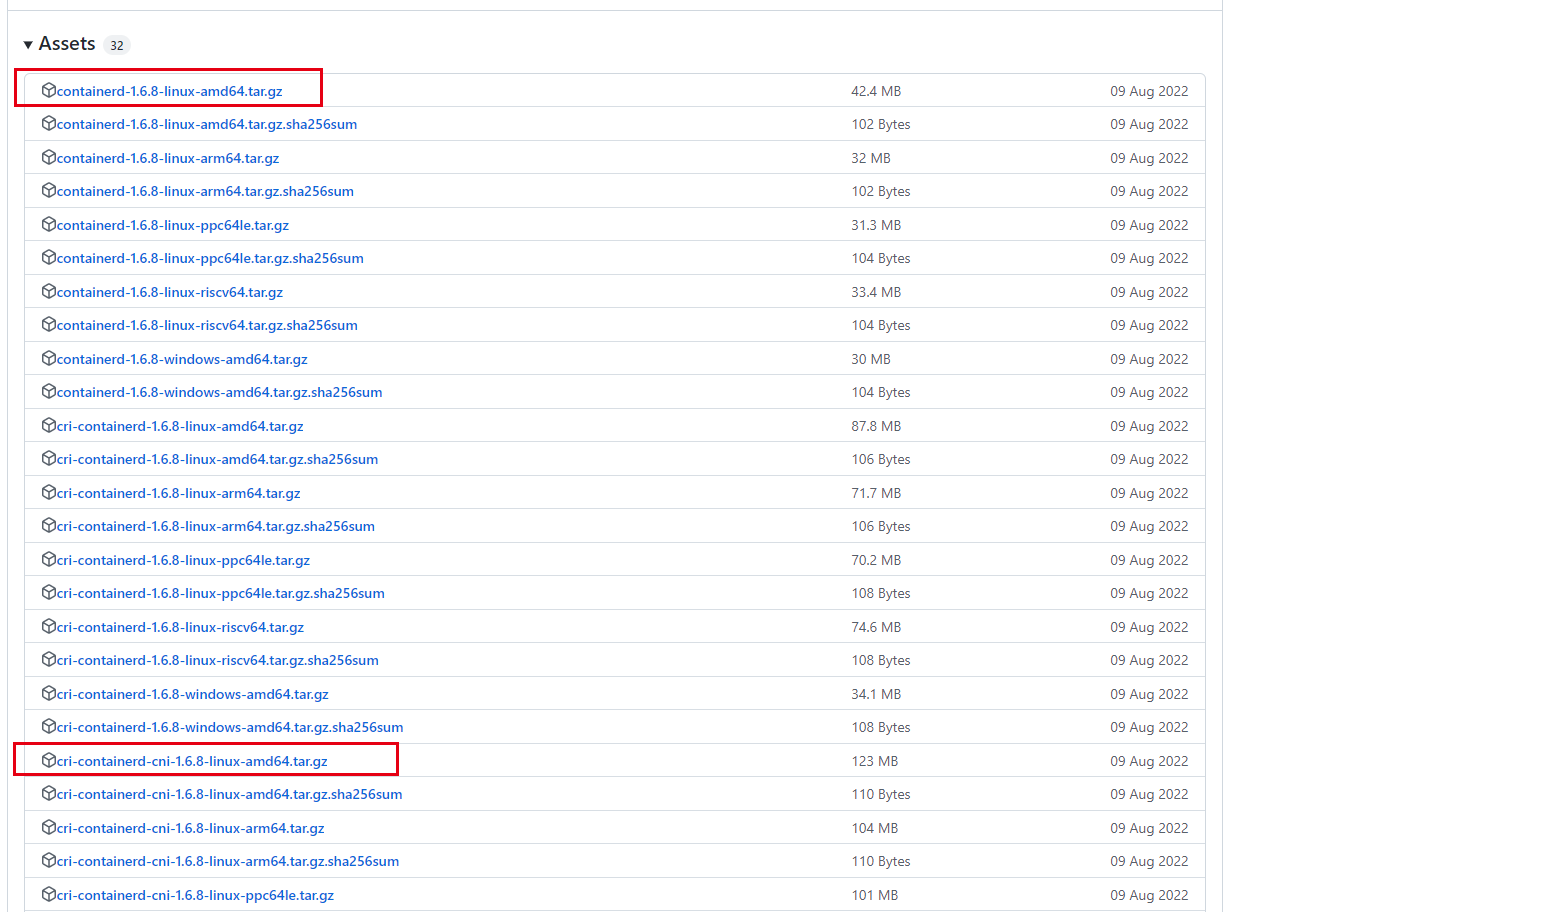 Assets 32
containerd-1.6.8-linux-amd64.tar.gz 42.4 MB 09 Aug 2022
containerd-1.6.8-linux-amd64.tar.gz.sha256sum 102 Bytes 09 Aug 2022
containerd-1.6.8-linux-arm64.tar.gz 32 MB 09 Aug 2022
containerd-1.6.8-linux-arm64.tar.gz.sha256sum 102 Bytes 09 Aug 2022
containerd-1.6.8-linux-ppc64le.tar.gz 31.3 MB 09 Aug 2022
containerd-1.6.8-linux-ppc64le.tar.gz.sha256sum 104 Bytes 09 Aug 2022
containerd-1.6.8-linux-riscv64.tar.gz 33.4 MB 09 Aug 2022
containerd-1.6.8-linux-riscv64.tar.gz.sha256sum 104 Bytes 09 Aug 2022
containerd-1.6.8-windows-amd64.tar.gz 30 MB 09 Aug 2022
containerd-1.6.8-windows-amd64.tar.gz.sha256sum 104 Bytes 09 Aug 2022
cri-containerd-1.6.8-linux-amd64.tar.gz 87.8 MB 09 Aug 2022
cri-containerd-1.6.8-linux-amd64.tar.gz.sha256sum 106 Bytes 09 Aug 2022
cri-containerd-1.6.8-linux-arm64.tar.gz 71.7 MB 09 Aug 2022
cri-containerd-1.6.8-linux-arm64.tar.gz.sha256sum 106 Bytes 09 Aug 2022
cri-containerd-1.6.8-linux-ppc64le.tar.gz 70.2 MB 09 Aug 2022
cri-containerd-1.6.8-linux-ppc64le.tar.gz.sha256sum 108 Bytes 09 Aug 2022
cri-containerd-1.6.8-linux-riscv64.tar.gz 74.6 MB 09 Aug 2022
cri-containerd-1.6.8-linux-riscv64.tar.gz.sha256sum 108 Bytes 09 Aug 2022
cri-containerd-1.6.8-windows-amd64.tar.gz 34.1 MB 09 Aug 2022
cri-containerd-1.6.8-windows-amd64.tar.gz.sha256sum 108 Bytes 09 Aug 2022
cri-containerd-cni-1.6.8-linux-amd64.tar.gz 123 MB 09 Aug 2022
cri-containerd-cni-1.6.8-linux-amd64.tar.gz.sha256sum 110 Bytes 09 Aug 2022
cri-containerd-cni-1.6.8-linux-arm64.tar.gz 104 MB 09 Aug 2022
cri-containerd-cni-1.6.8-linux-arm64.tar.gz.sha256sum 110 Bytes 09 Aug 2022
cri-containerd-cni-1.6.8-linux-ppc64le.tar.gz 101 MB 09 Aug 2022